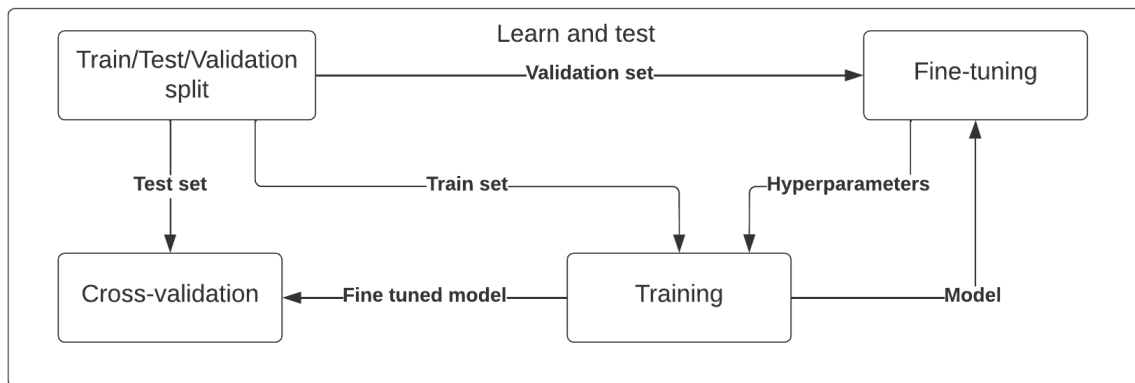 Learn and test
Train/Test/Validation
split
Validation set
Fine-tuning
Test set
Train set
Hyperparameters
Cross-validation
Fine tuned model
Training
Model